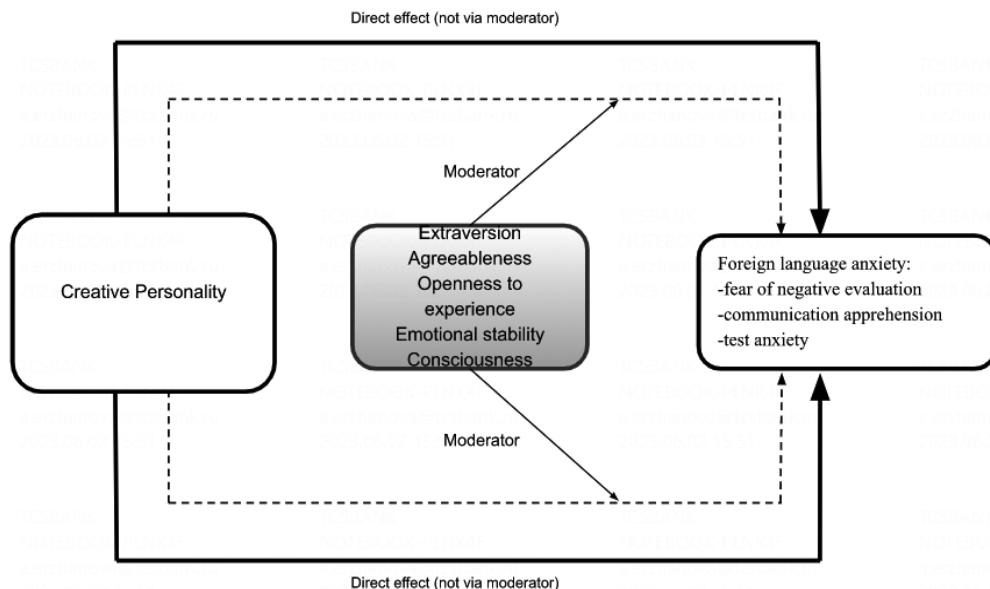 Direct effect (not via moderator)
Moderator
Creative Personality
Extraversion
Agreeableness
Openness to
experience
Emotional stability
Consciousness
Foreign language anxiety:
-fear of negative evaluation
-communication apprehension
-test anxiety
Moderator
Direct effect (not via moderator)